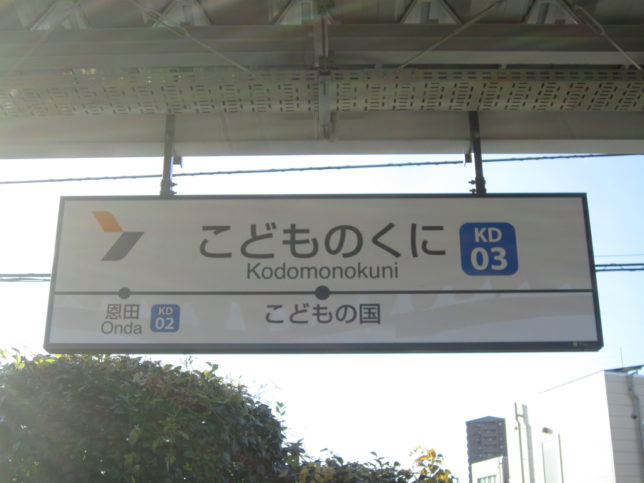 こどものくに
Kodomonokuni
KD
03
恩田
Onda
KD
02
こどもの国